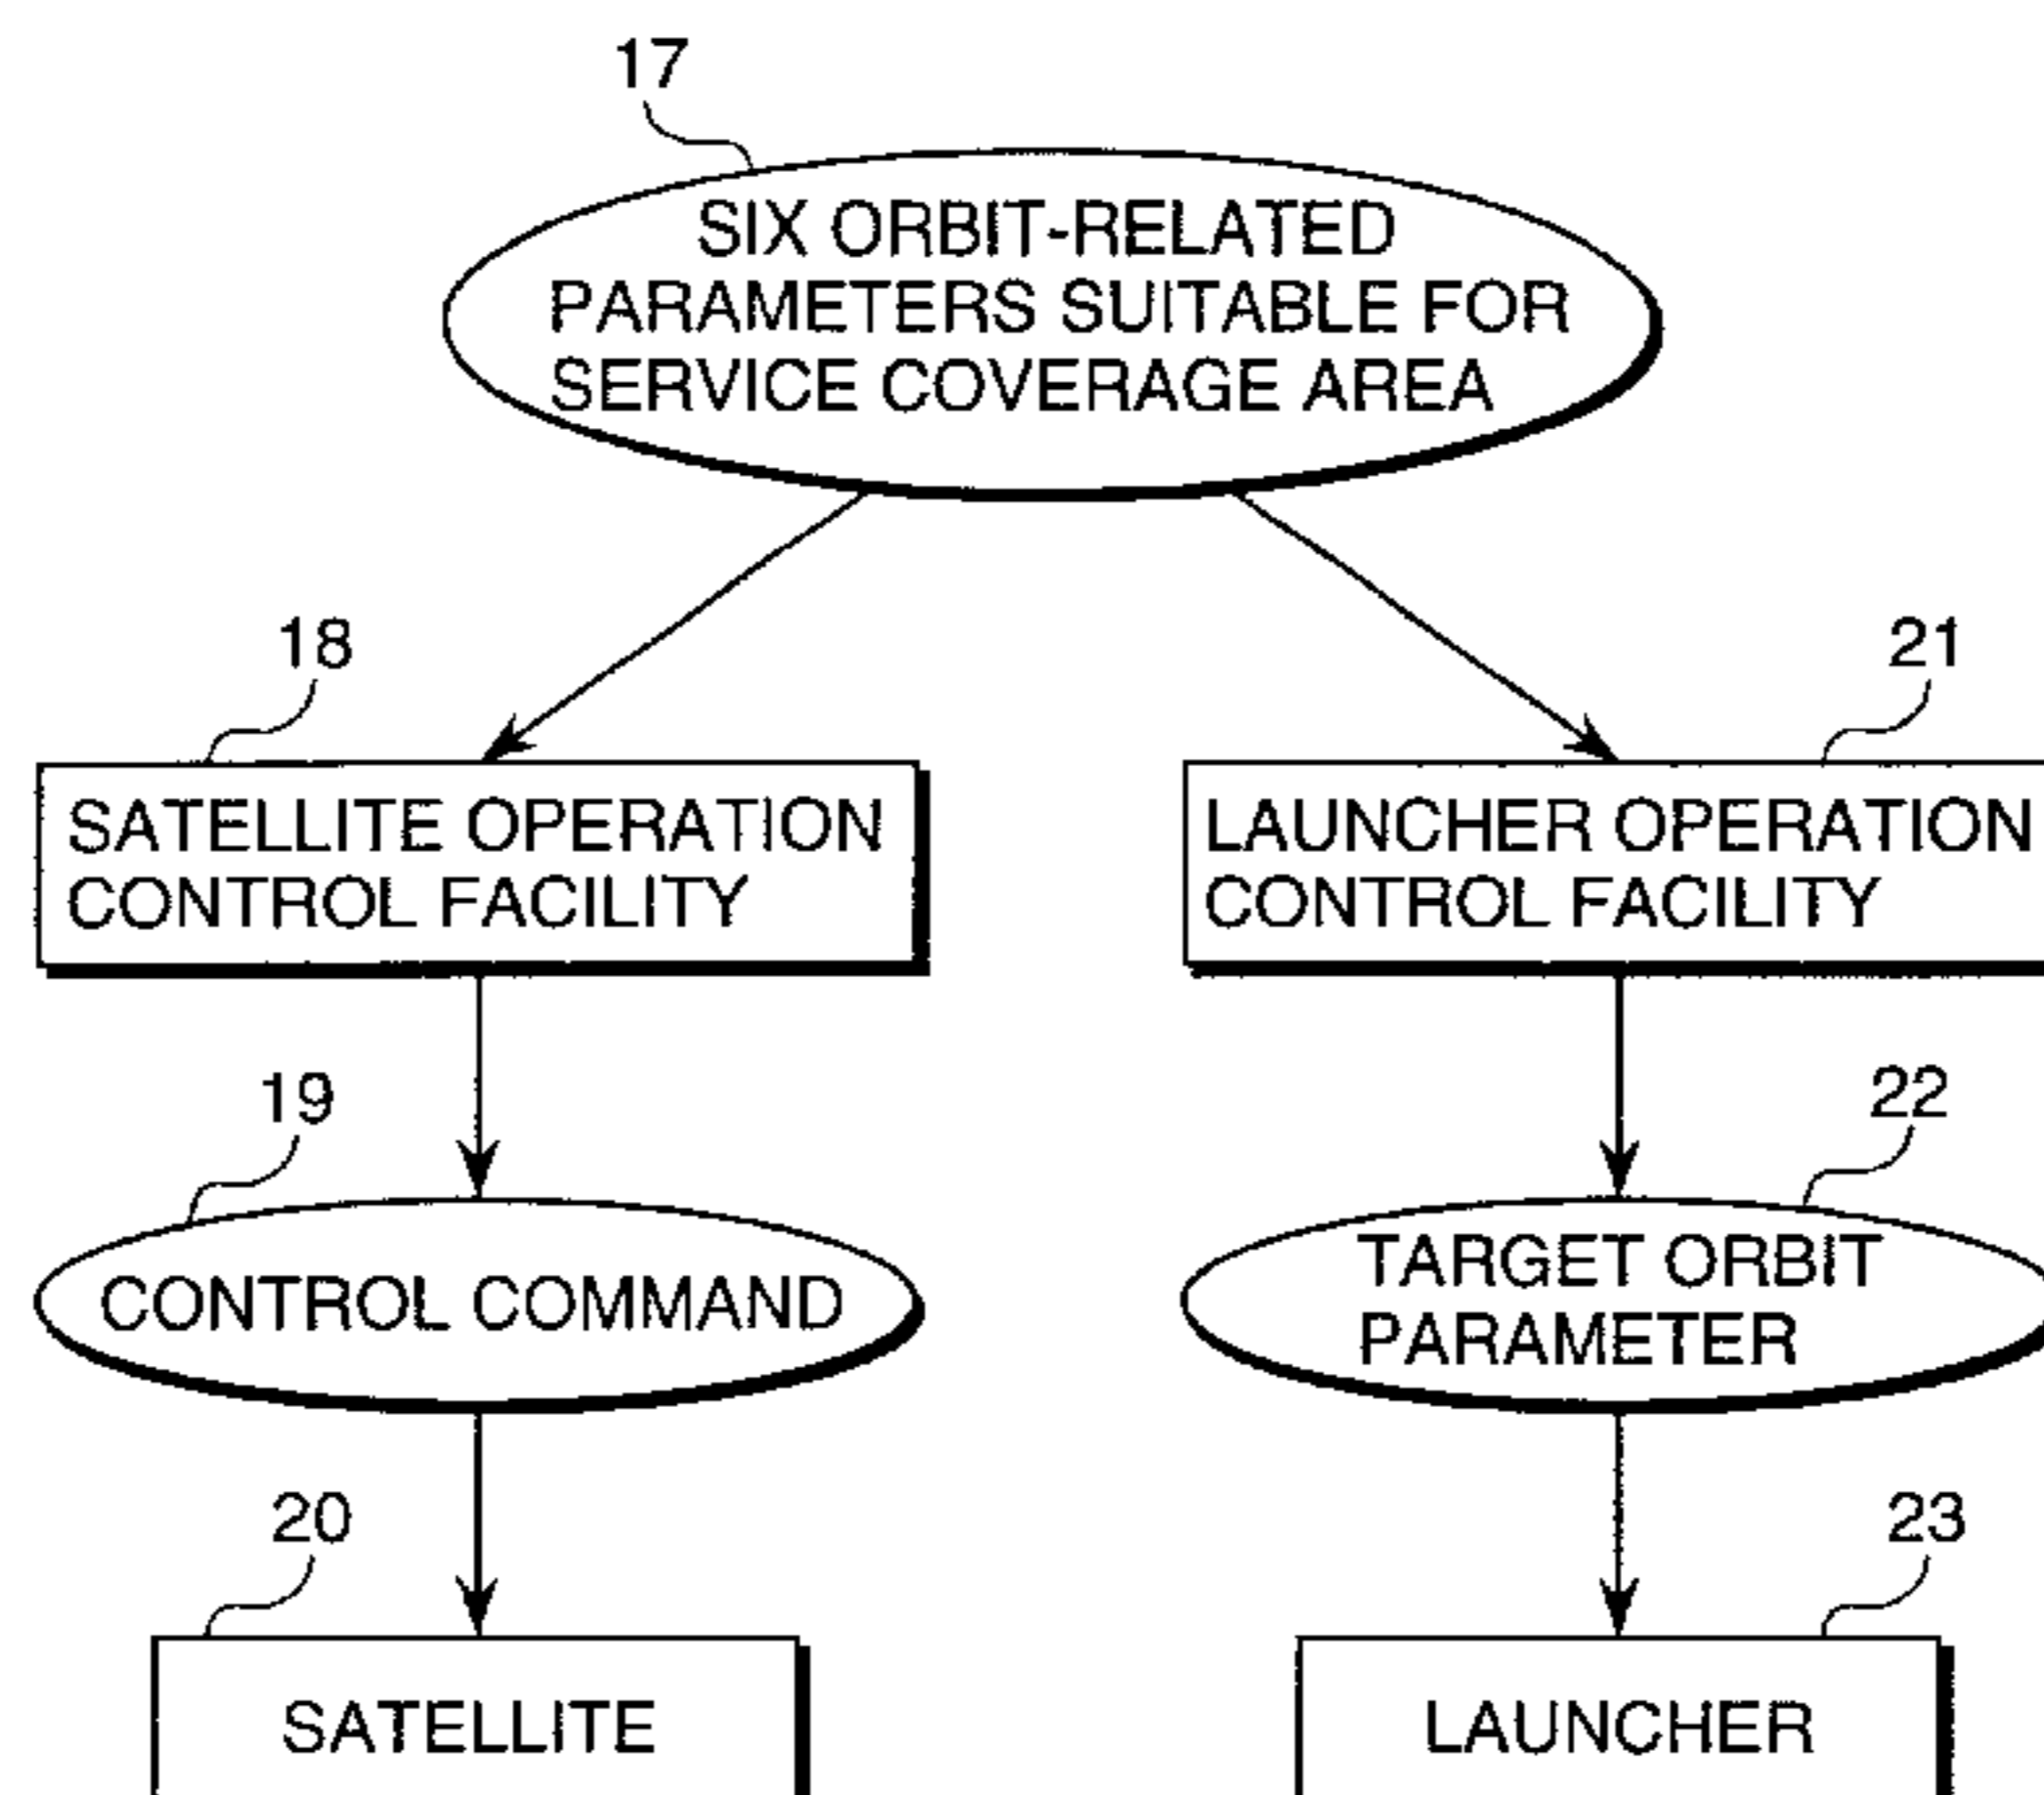 17
SIX ORBIT-RELATED
PARAMETERS SUITABLE FOR
SERVICE COVERAGE AREA
18
SATELLITE OPERATION
CONTROL FACILITY
21
LAUNCHER OPERATION
CONTROL FACILITY
19
CONTROL COMMAND
22
TARGET ORBIT
PARAMETER
20
SATELLITE
23
LAUNCHER